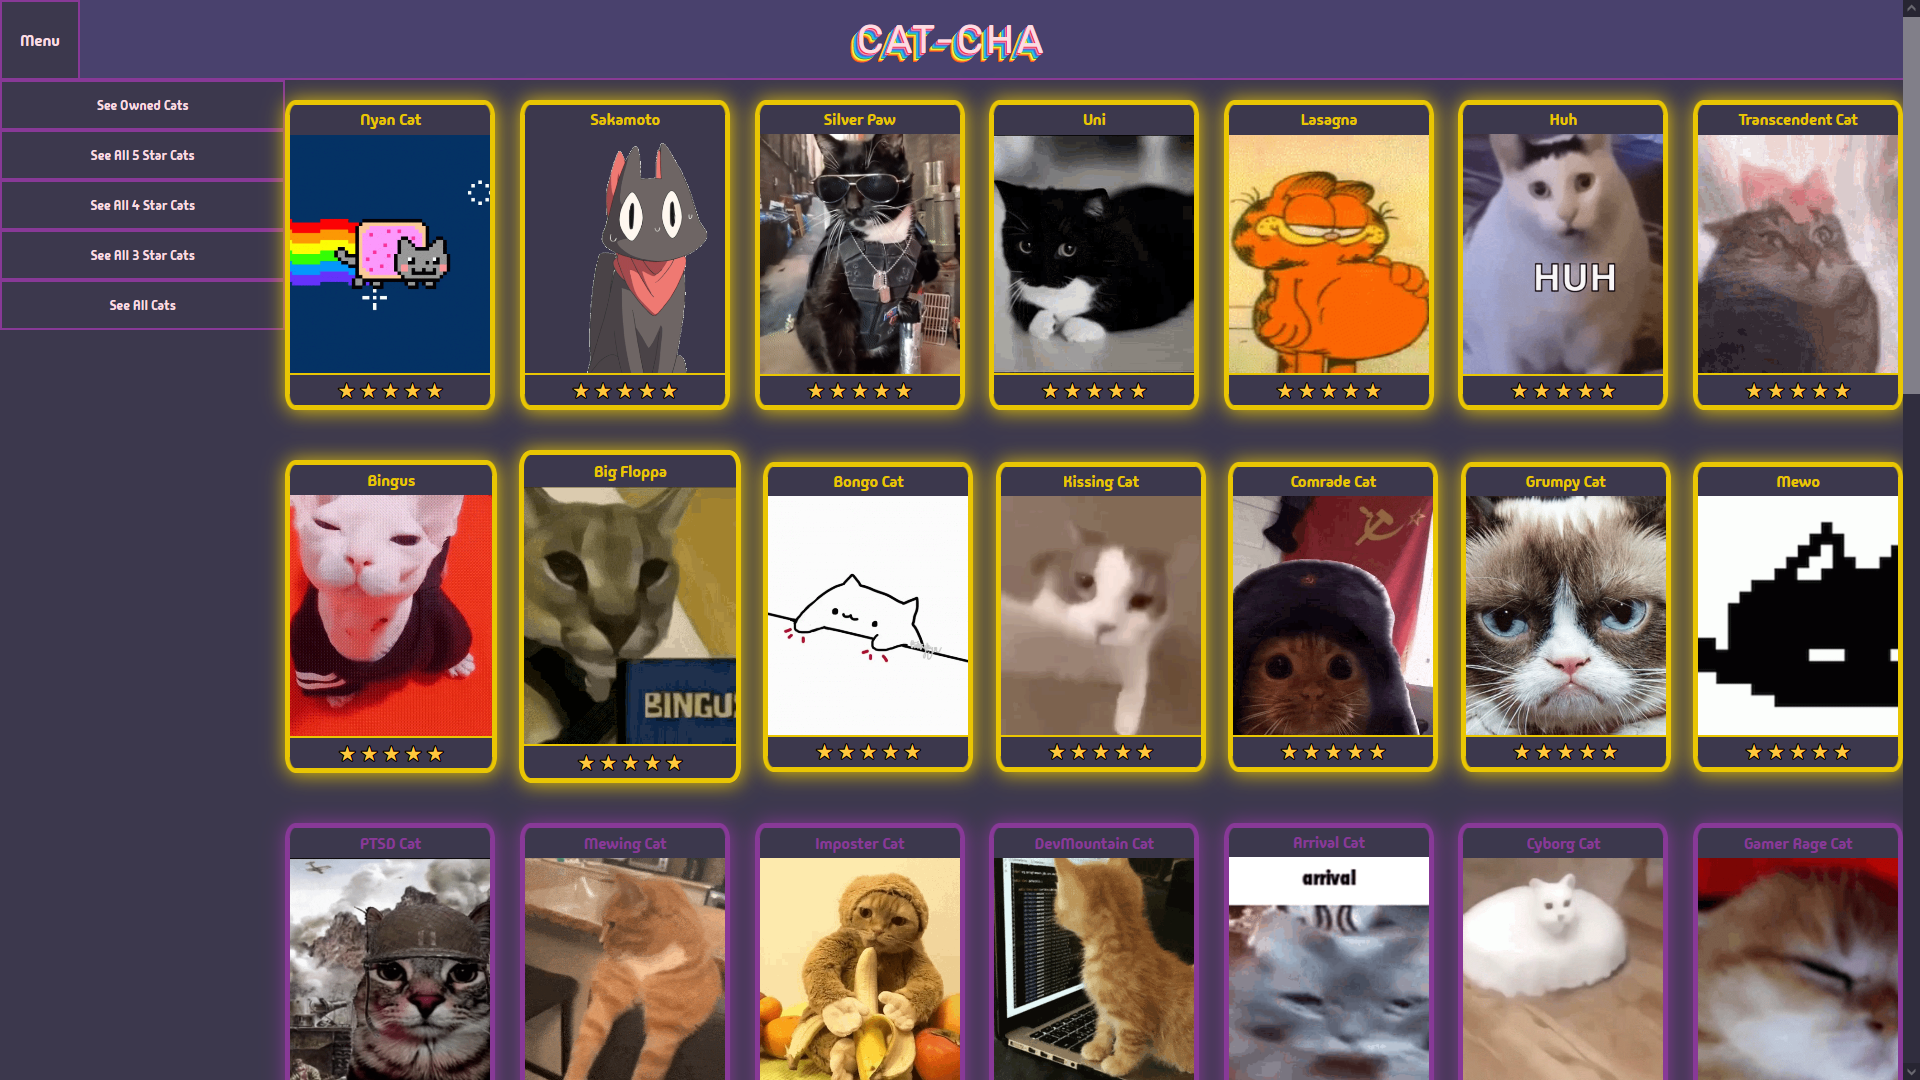 Menu
CAT-CHA
See Owned Cats
See All 5 Star Cats
See All 4 Star Cats
See All 3 Star Cats
See All Cats
Nyan Cat
Sakamoto
Silver Paw
Uni
Lasagna
Huh
Transcendent Cat
HUH
Bingus
Big Floppa
Bongo Cat
Kissing Cat
Comrade Cat
Grumpy Cat
Mewo
BINGUS
PTSD Cat
Mewing Cat
Imposter Cat
DevMountain Cat
Arrival Cat
Cyborg Cat
Gamer Rage Cat
arrival